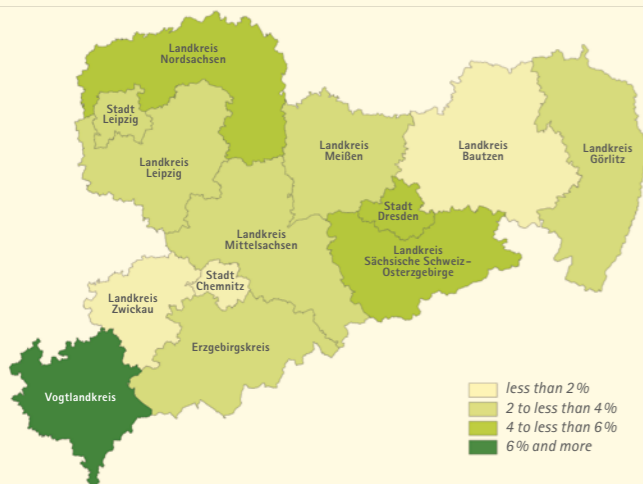 Landkreis
Nordsachsen
Stadt
Leipzig
Landkreis
Leipzig
Landkreis
Meißen
Landkreis
Bautzen
Landkreis
Görlitz
Stadt
Dresden
Landkreis
Mittelsachsen
Landkreis
Sächsische Schweiz-
Osterzgebirge
Stadt
Chemnitz
Landkreis
Zwickau
Erzgebirgskreis
Vogtlandkreis
less than 2%
2 to less than 4%
4 to less than 6%
6% and more